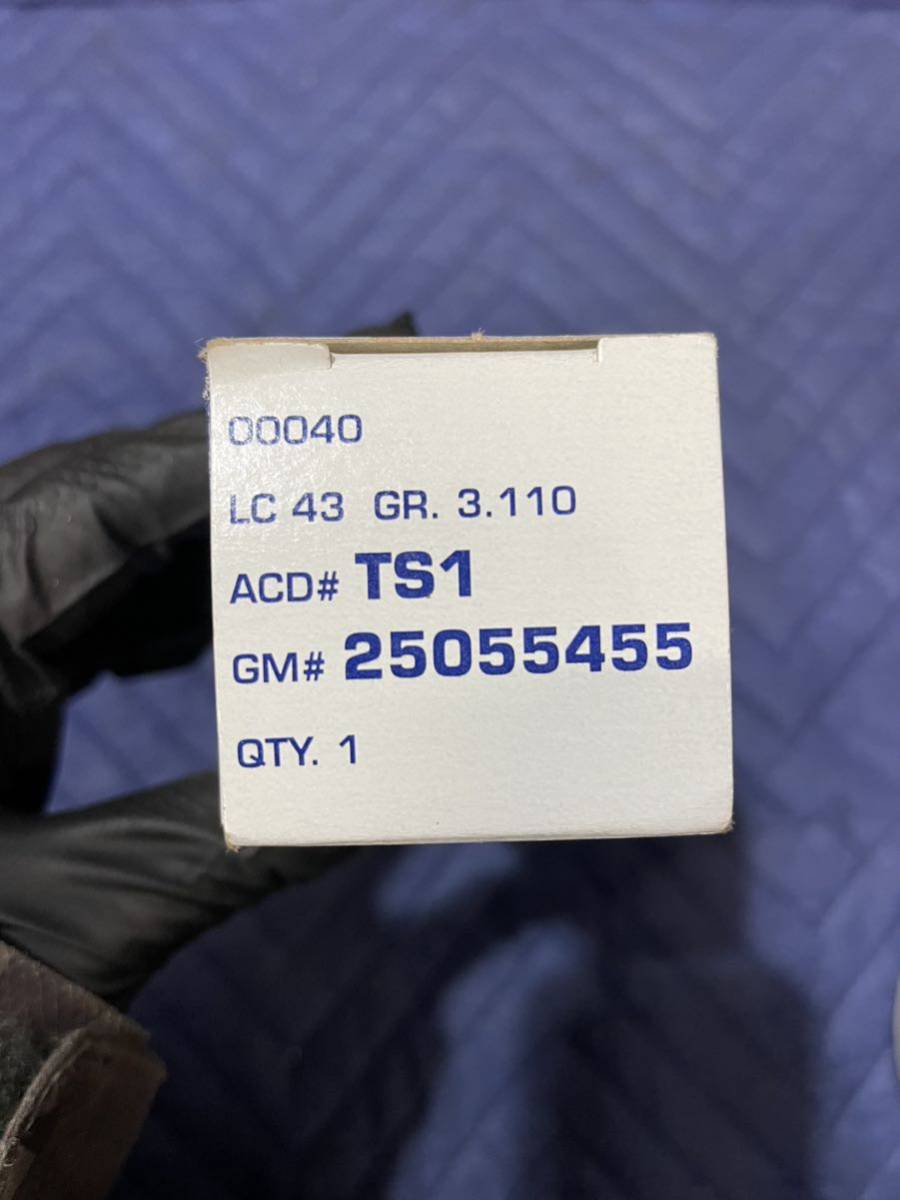 00040
LC 43 GR. 3.110
ACD# TS1
GM# 25055455
QTY. 1